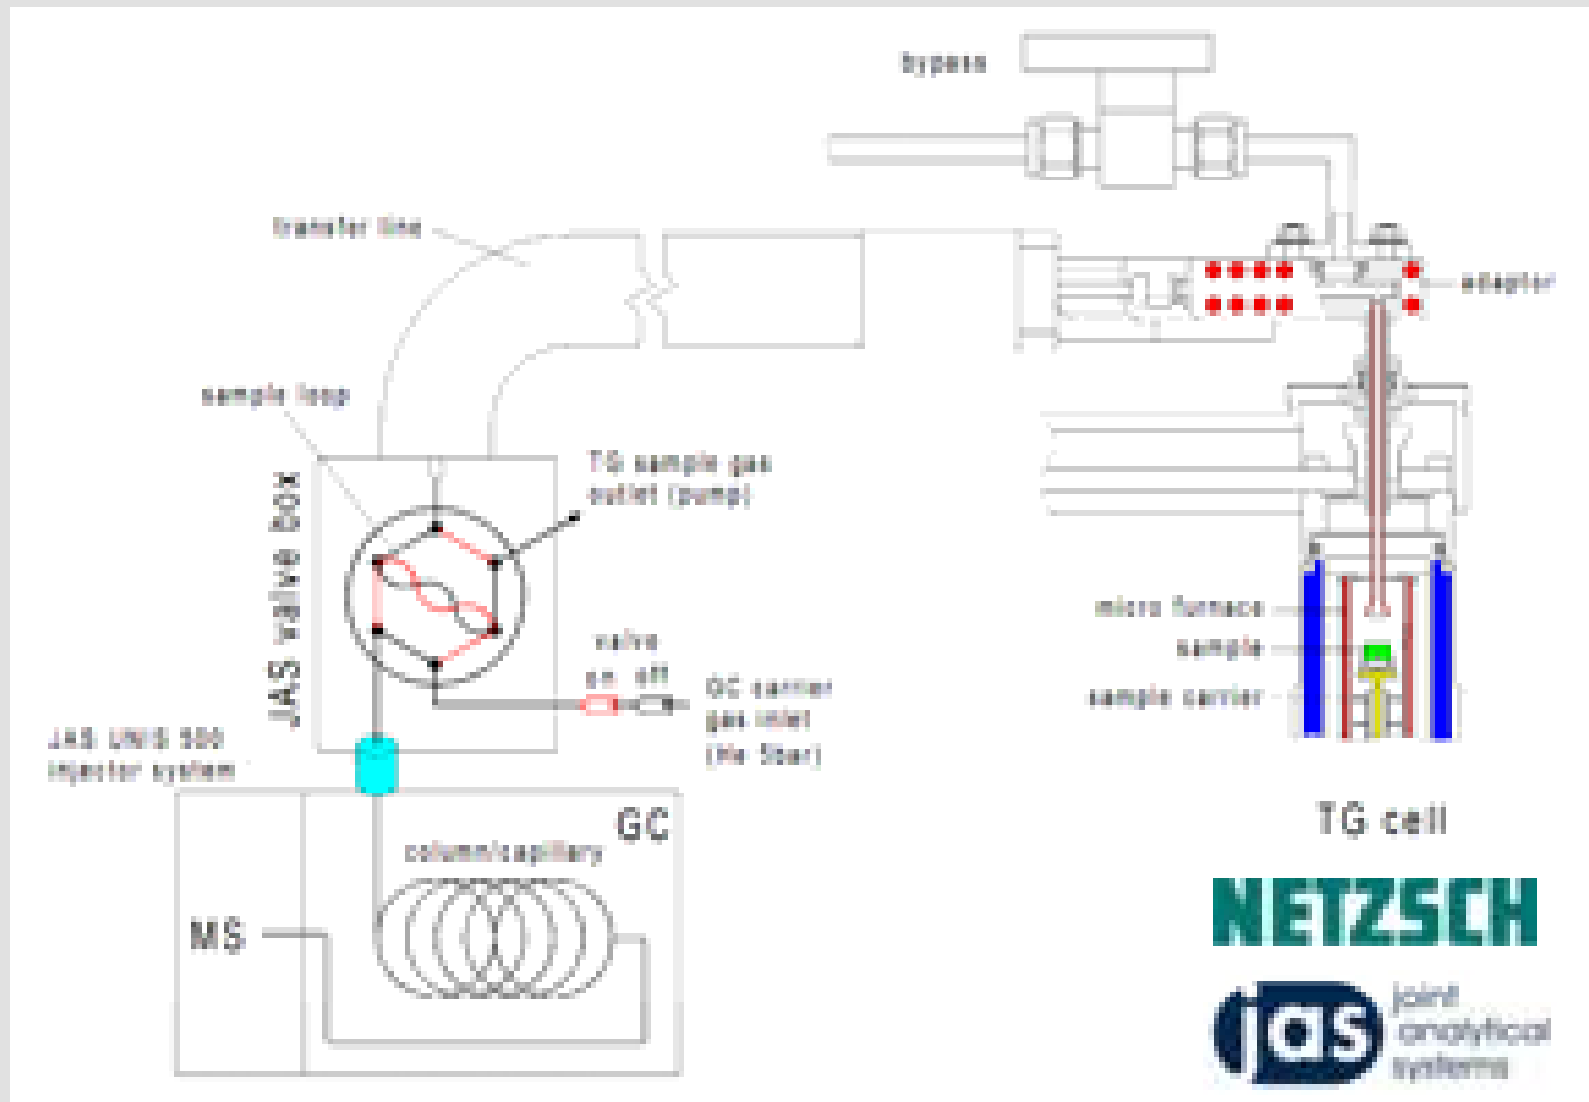 bypass
transfer line
adaptor
sample loop
TG sample gas
outlet (pump)
JAS valve box
micro furnace
sample
sample carrier
valve
on off
GC carrier
gas inlet
(He 5bar)
JAS UNIS 500
injector system
GC
column/capillary
MS
TG cell
NETZSCH
jas
joint
analytical
systems